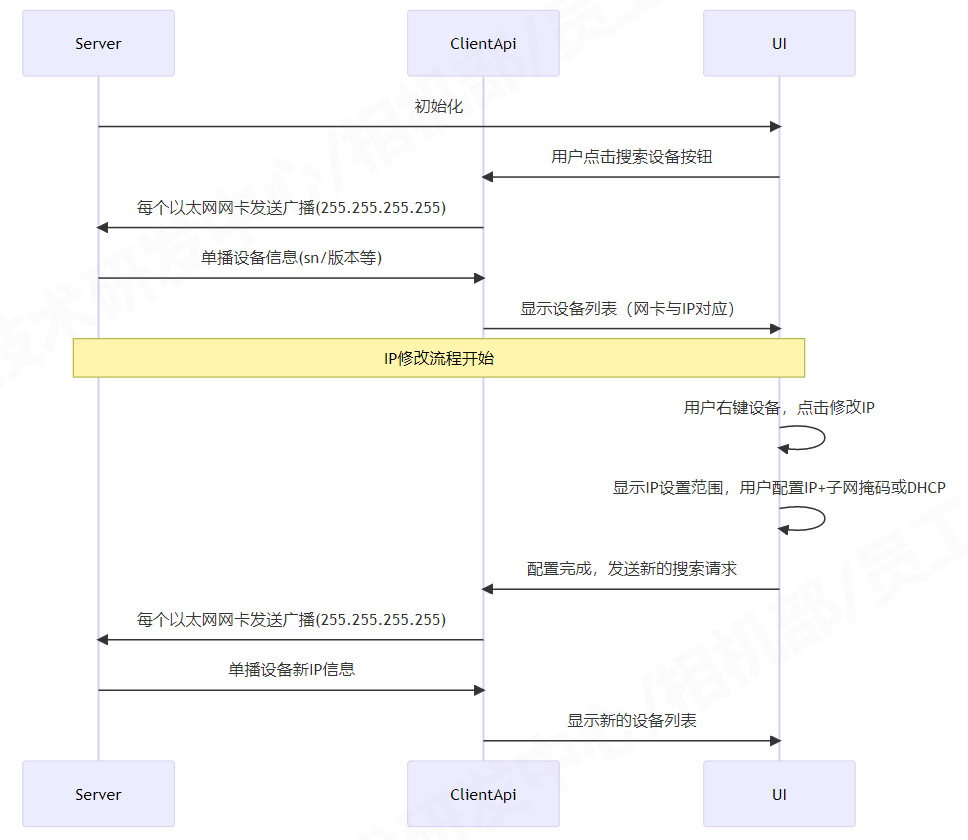 Server ClientApi UI
初始化
用户点击搜索设备按钮
每个以太网网卡发送广播(255.255.255.255)
单播设备信息(sn/版本等)
显示设备列表（网卡与IP对应）
IP修改流程开始
用户右键设备，点击修改IP
显示IP设置范围，用户配置IP+子网掩码或DHCP
配置完成，发送新的搜索请求
每个以太网网卡发送广播(255.255.255.255)
单播设备新IP信息
显示新的设备列表
Server ClientApi UI